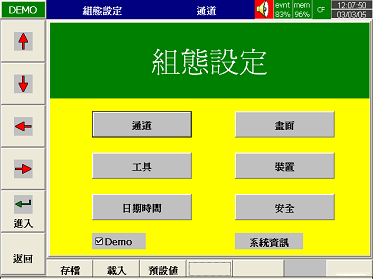 DEMO 組態設定 通道 evnt 83% mem 96% CF 12:07:50 03/03/05
組態設定
通道 畫面
工具 裝置
日期時間 安全
Demo 系統資訊
進入
返回
存檔 載入 預設值